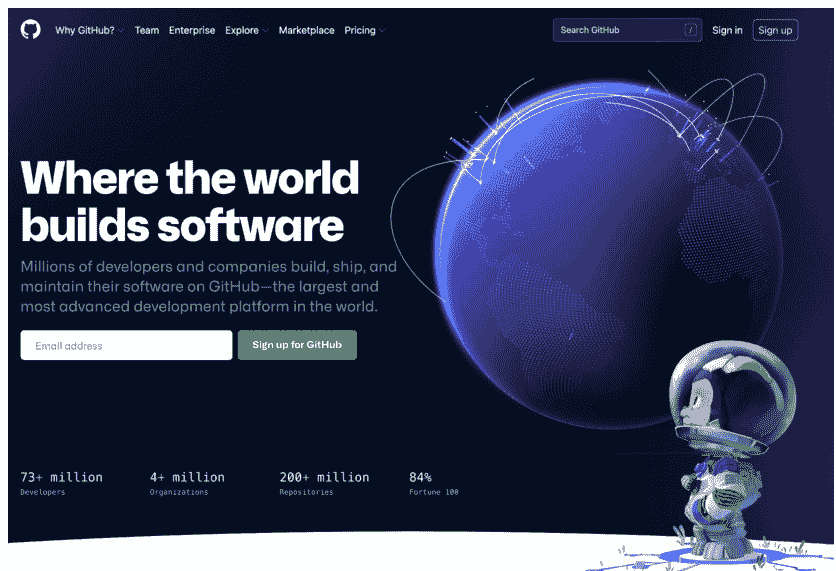 Why GitHub? Team Enterprise Explore Marketplace Pricing Search GitHub / Sign in Sign up
Where the world
builds software
Millions of developers and companies build, ship, and
maintain their software on GitHub—the largest and
most advanced development platform in the world.
Email address Sign up for GitHub
73+ million 4+ million 200+ million 84%
Developers Organizations Repositories Fortune 100